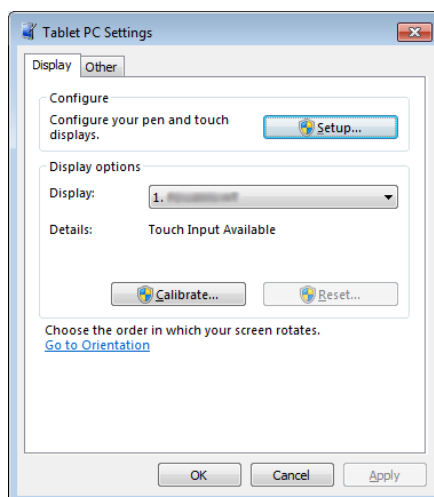 Tablet PC Settings
Display Other
Configure
Configure your pen and touch
displays.
Setup...
Display options
Display: 1.
Details: Touch Input Available
Calibrate... Reset...
Choose the order in which your screen rotates.
Go to Orientation
OK Cancel Apply